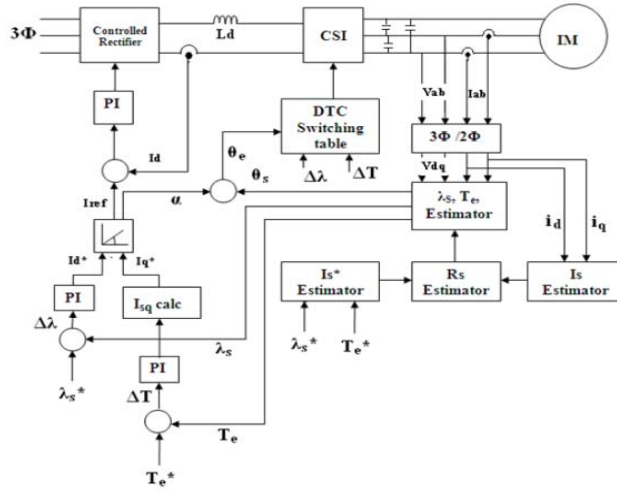 3Φ
Controlled
Rectifier
Ld
CSI
IM
Vab
Iab
PI
DTC
Switching
table
3Φ /2Φ
Id
θe
θs
Δλ
ΔT
Vdq
Iref
α
λs, Te,
Estimator
id
iq
Id*
Iq*
PI
Isq calc
Is*
Estimator
Rs
Estimator
Is
Estimator
Δλ
λs
λs*
Te*
PI
λs*
ΔT
Te
Te*